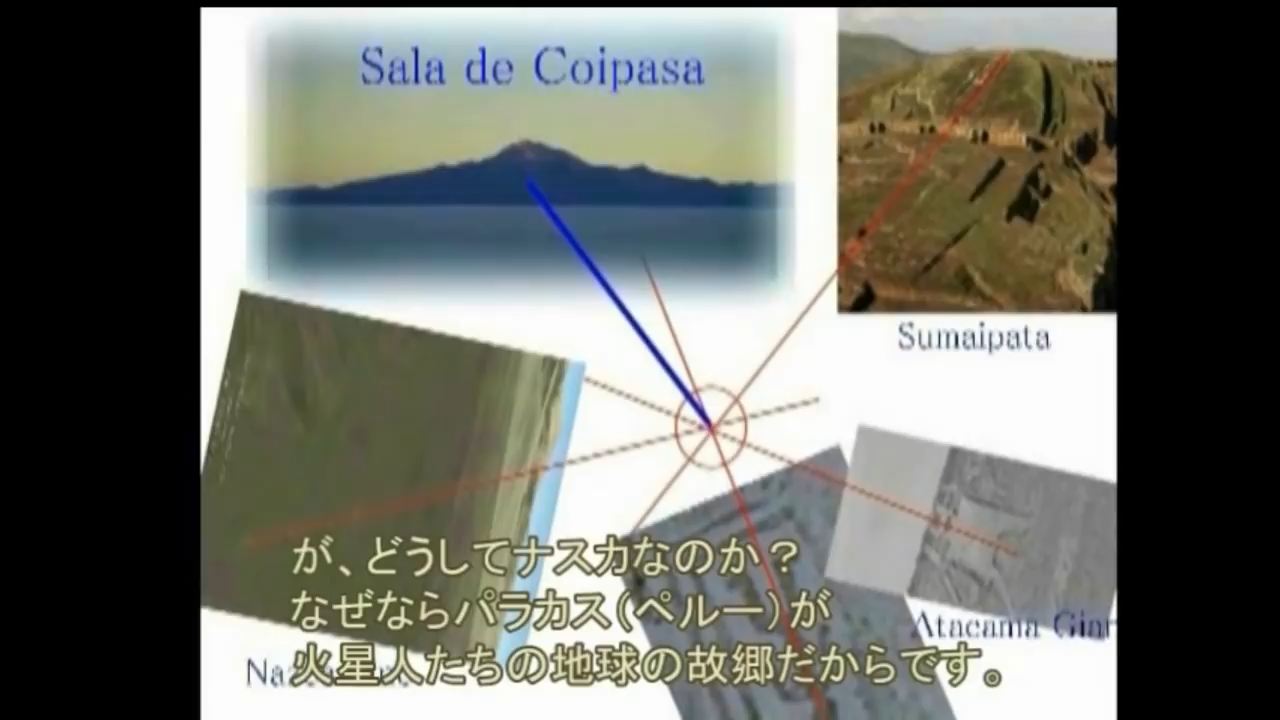 Sala de Coipasa
Sumaipata
Atacama Gian
が、どうしてナスカなのか？
なぜならパラカス（ペルー）が
火星人たちの地球の故郷だからです。